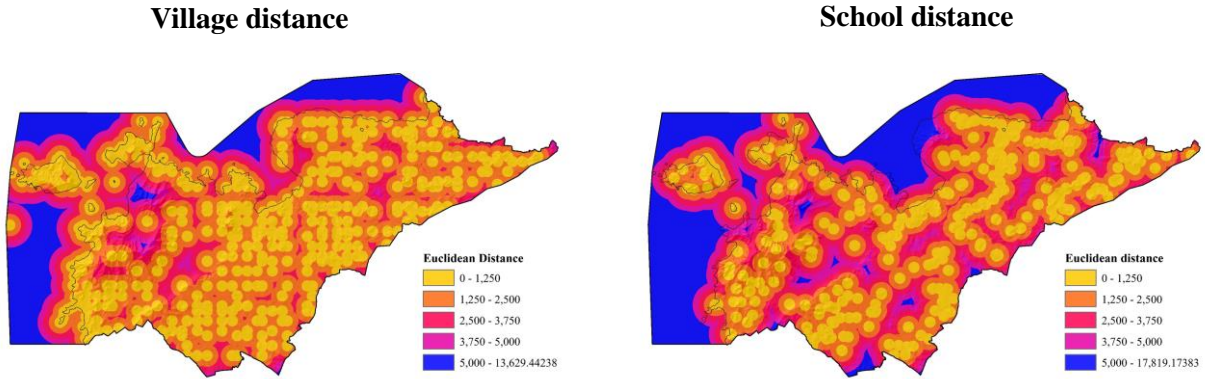 Village distance
School distance
Euclidean Distance
0 - 1,250
1,250 - 2,500
2,500 - 3,750
3,750 - 5,000
5,000 - 13,629.44238
Euclidean distance
0 - 1,250
1,250 - 2,500
2,500 - 3,750
3,750 - 5,000
5,000 - 17,819.17383